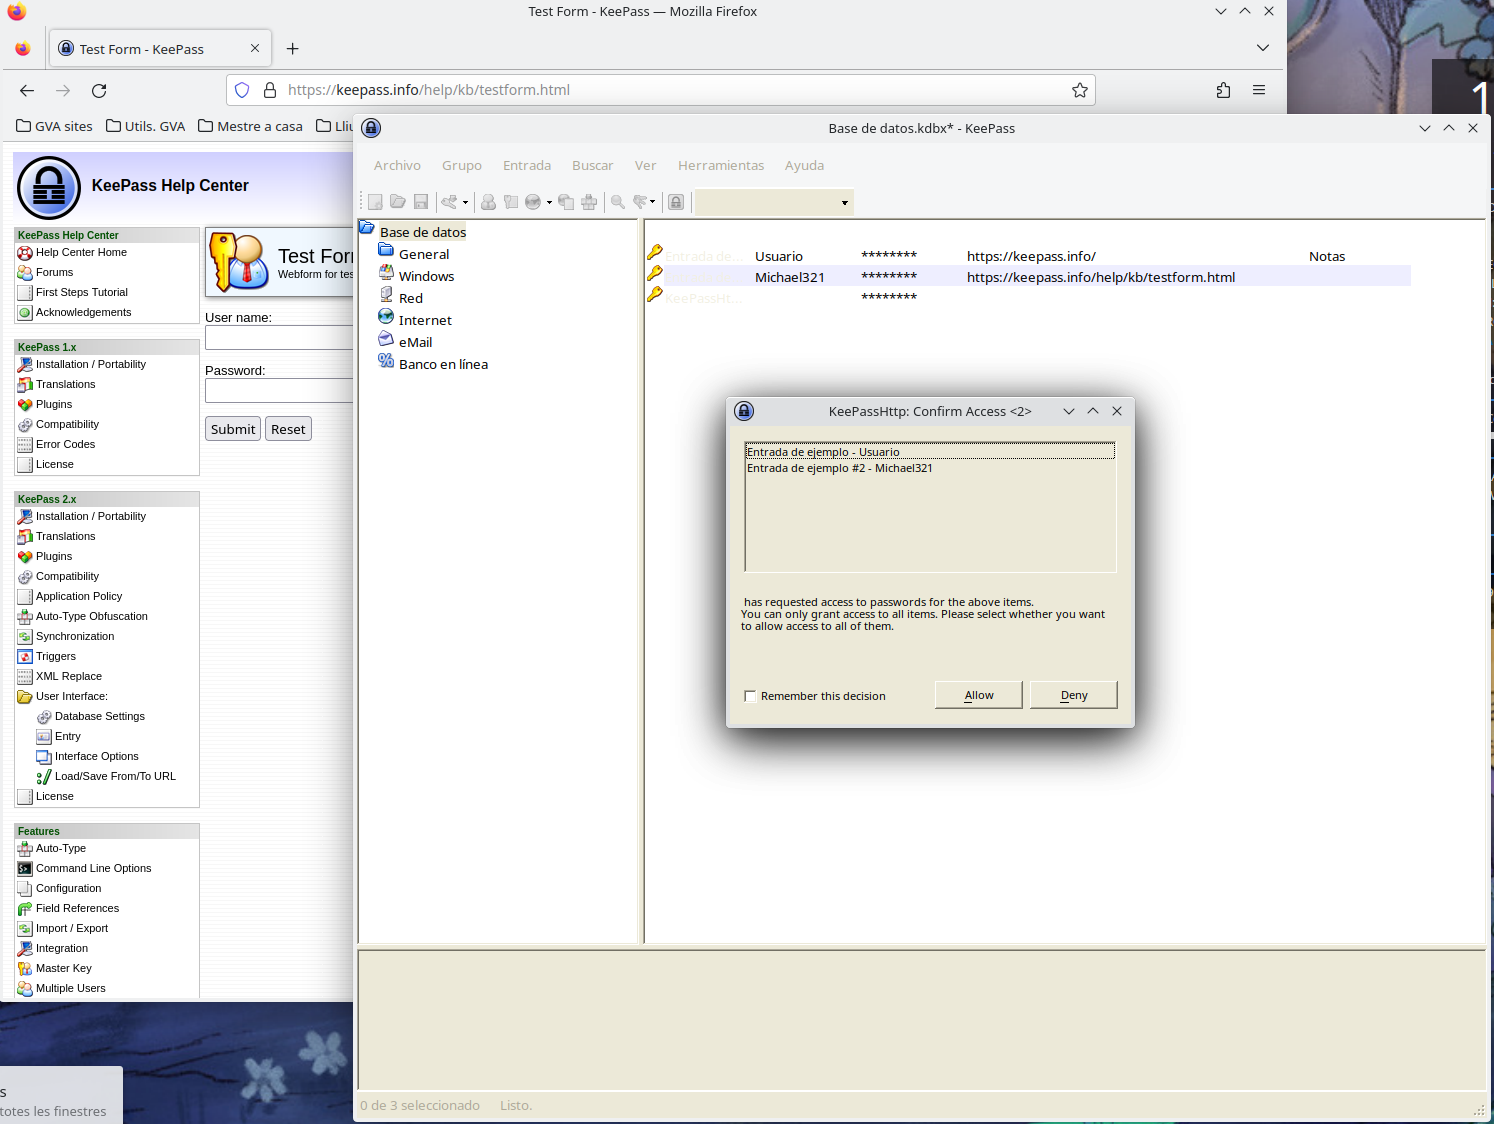 Test Form - KeePass — Mozilla Firefox
Test Form - KeePass
https://keepass.info/help/kb/testform.html
GVA sites
Utils. GVA
Mestre a casa
KeePass Help Center
KeePass Help Center
Help Center Home
Forums
First Steps Tutorial
Acknowledgements
KeePass 1.x
Installation / Portability
Translations
Plugins
Compatibility
Error Codes
License
KeePass 2.x
Installation / Portability
Translations
Plugins
Compatibility
Application Policy
Auto-Type Obfuscation
Synchronization
Triggers
XML Replace
User Interface:
Database Settings
Entry
Interface Options
Load/Save From/To URL
License
Features
Auto-Type
Command Line Options
Configuration
Field References
Import / Export
Integration
Master Key
Multiple Users
Webform for tes
User name:
Password:
Submit
Reset
Base de datos.kdbx* - KeePass
Archivo
Grupo
Entrada
Buscar
Ver
Herramientas
Ayuda
Base de datos
General
Windows
Red
Internet
eMail
Banco en línea
Entrada de... Usuario ******** https://keepass.info/ Notas
Michael321 ******** https://keepass.info/help/kb/testform.html
KeePassHt... ********
KeePassHttp: Confirm Access <2>
Entrada de ejemplo - Usuario
Entrada de ejemplo #2 - Michael321
has requested access to passwords for the above items.
You can only grant access to all items. Please select whether you want
to allow access to all of them.
Remember this decision
Allow
Deny
0 de 3 seleccionado
Listo.
totes les finestres